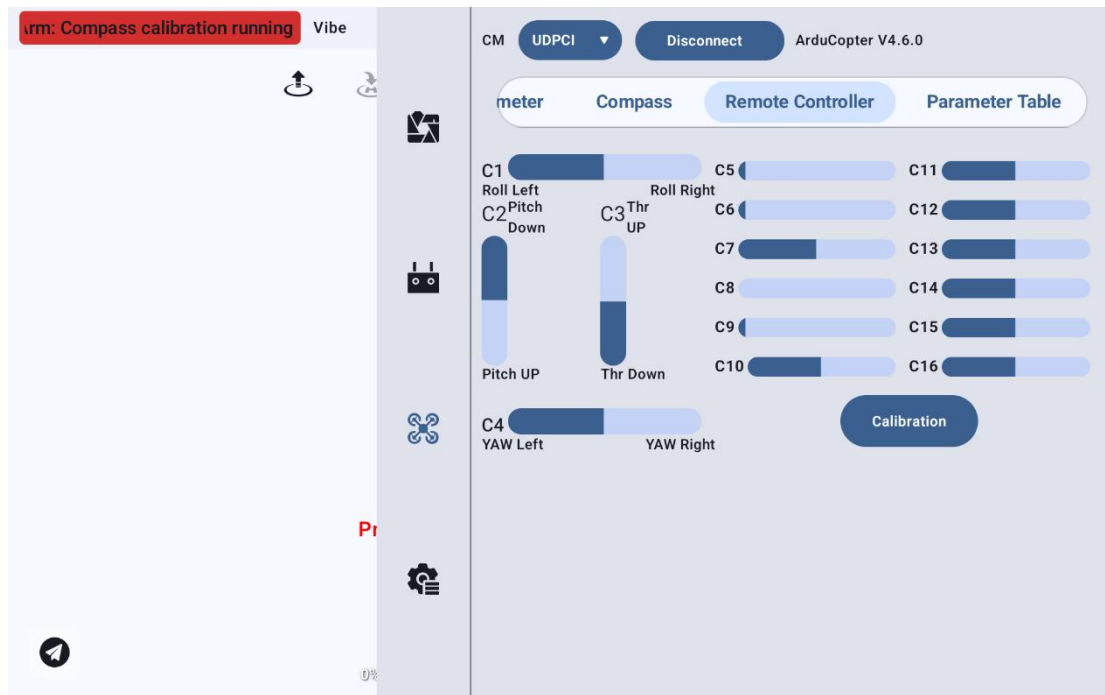 rm: Compass calibration running
Vibe
CM UDPCI Disconnect ArduCopter V4.6.0
meter Compass Remote Controller Parameter Table
C1
Roll Left Roll Right
C2 Pitch Down
C3 Thr UP
Pitch UP
Thr Down
C4
YAW Left YAW Right
C5
C6
C7
C8
C9
C10
C11
C12
C13
C14
C15
C16
Calibration
Pr
0%